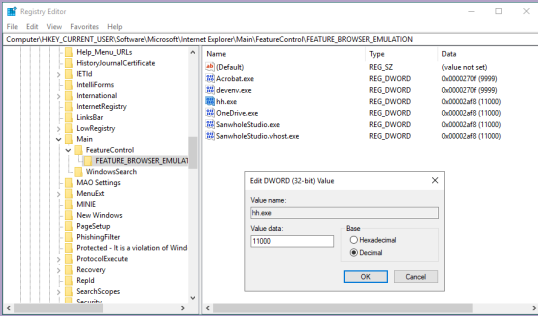 Registry Editor
File Edit View Favorites Help
Computer\HKEY_CURRENT_USER\Software\Microsoft\Internet Explorer\Main\FeatureControl\FEATURE_BROWSER_EMULATION
Help_Menu_URLs
HistoryJournalCertificate
IETld
IntelliForms
International
InternetRegistry
LinksBar
LowRegistry
Main
FeatureControl
FEATURE_BROWSER_EMULAT
WindowsSearch
MAO Settings
MenuExt
MINIE
New Windows
PageSetup
PhishingFilter
Protected - It is a violation of Wind
ProtocolExecute
Recovery
RepId
SearchScopes
Security
Name Type Data
(Default) REG_SZ (value not set)
Acrobat.exe REG_DWORD 0x0000270f (9999)
devenv.exe REG_DWORD 0x0000270f (9999)
hh.exe REG_DWORD 0x00002af8 (11000)
OneDrive.exe REG_DWORD 0x00002af8 (11000)
SanwholeStudio.exe REG_DWORD 0x00002af8 (11000)
SanwholeStudio.vhost.exe REG_DWORD 0x00002af8 (11000)
Edit DWORD (32-bit) Value
Value name:
hh.exe
Value data:
11000
Base
Hexadecimal
Decimal
OK Cancel